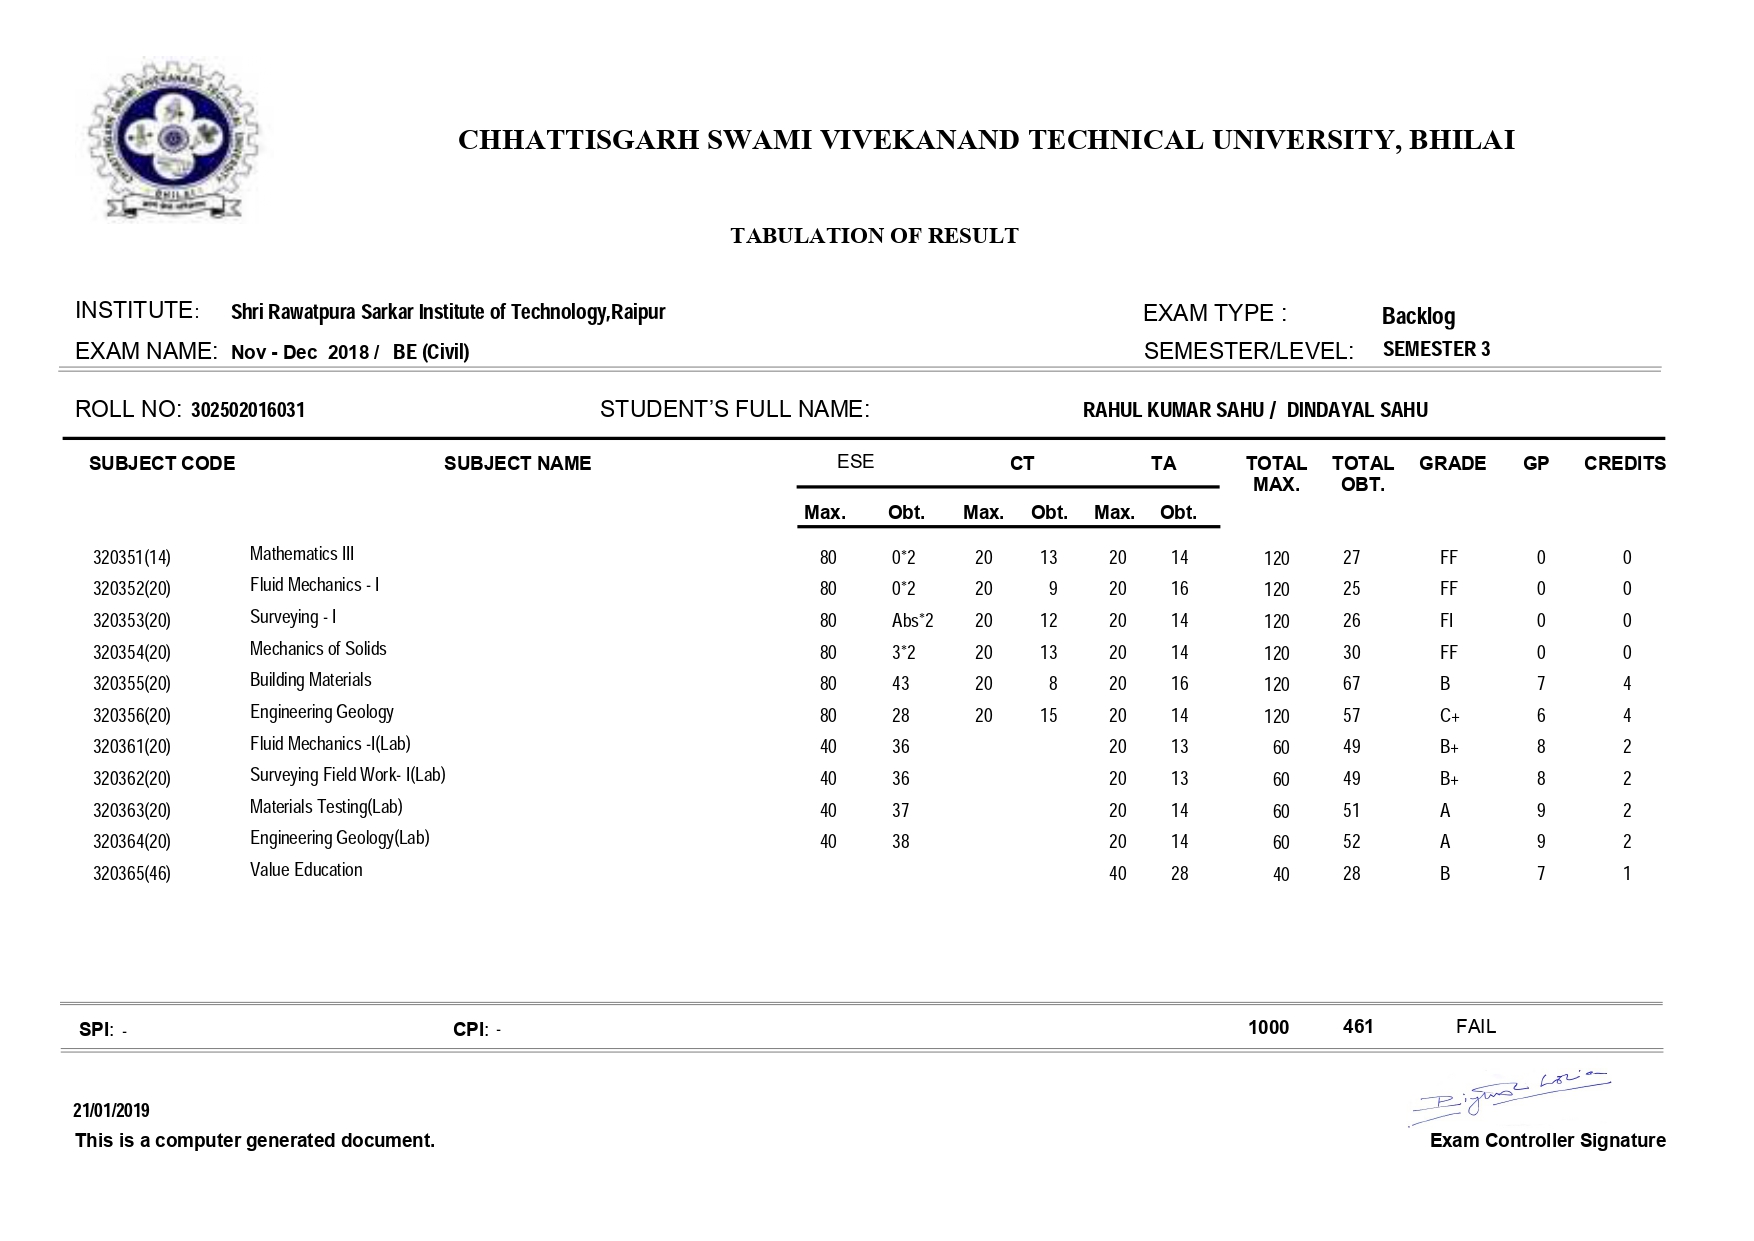 CHHATTISGARH SWAMI VIVEKANAND TECHNICAL UNIVERSITY
BHILAI
CHHATTISGARH SWAMI VIVEKANAND TECHNICAL UNIVERSITY, BHILAI
TABULATION OF RESULT
INSTITUTE: Shri Rawatpura Sarkar Institute of Technology,Raipur EXAM TYPE : Backlog
EXAM NAME: Nov - Dec 2018 / BE (Civil) SEMESTER/LEVEL: SEMESTER 3
ROLL NO: 302502016031 STUDENT'S FULL NAME: RAHUL KUMAR SAHU / DINDAYAL SAHU
SUBJECT CODE SUBJECT NAME ESE CT TA TOTAL MAX. TOTAL OBT. GRADE GP CREDITS
Max. Obt. Max. Obt. Max. Obt.
320351(14) Mathematics III 80 0*2 20 13 20 14 120 27 FF 0 0
320352(20) Fluid Mechanics - I 80 0*2 20 9 20 16 120 25 FF 0 0
320353(20) Surveying - I 80 Abs*2 20 12 20 14 120 26 FI 0 0
320354(20) Mechanics of Solids 80 3*2 20 13 20 14 120 30 FF 0 0
320355(20) Building Materials 80 43 20 8 20 16 120 67 B 7 4
320356(20) Engineering Geology 80 28 20 15 20 14 120 57 C+ 6 4
320361(20) Fluid Mechanics -I(Lab) 40 36 20 13 60 49 B+ 8 2
320362(20) Surveying Field Work- I(Lab) 40 36 20 13 60 49 B+ 8 2
320363(20) Materials Testing(Lab) 40 37 20 14 60 51 A 9 2
320364(20) Engineering Geology(Lab) 40 38 20 14 60 52 A 9 2
320365(46) Value Education 40 28 40 28 B 7 1
SPI: - CPI: - 1000 461 FAIL
21/01/2019
This is a computer generated document. Exam Controller Signature